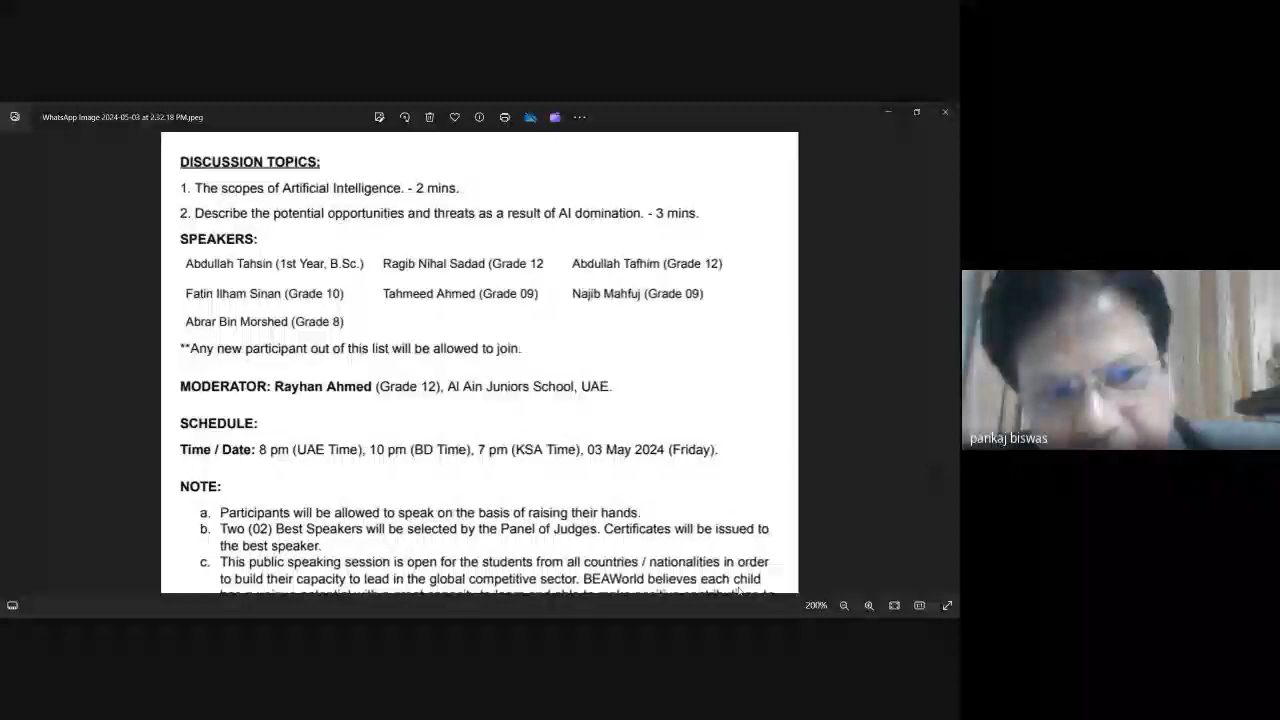 WhatsApp Image 2024-05-03 at 2.32.18 PM.jpeg
DISCUSSION TOPICS:
1. The scopes of Artificial Intelligence. - 2 mins.
2. Describe the potential opportunities and threats as a result of AI domination. - 3 mins.
SPEAKERS:
Abdullah Tahsin (1st Year, B.Sc.) Ragib Nihal Sadad (Grade 12 Abdullah Tafhim (Grade 12)
Fatin Ilham Sinan (Grade 10) Tahmeed Ahmed (Grade 09) Najib Mahfuj (Grade 09)
Abrar Bin Morshed (Grade 8)
**Any new participant out of this list will be allowed to join.
MODERATOR: Rayhan Ahmed (Grade 12), Al Ain Juniors School, UAE.
SCHEDULE:
Time / Date: 8 pm (UAE Time), 10 pm (BD Time), 7 pm (KSA Time), 03 May 2024 (Friday).
NOTE:
a. Participants will be allowed to speak on the basis of raising their hands.
b. Two (02) Best Speakers will be selected by the Panel of Judges. Certificates will be issued to
the best speaker.
c. This public speaking session is open for the students from all countries / nationalities in order
to build their capacity to lead in the global competitive sector. BEAWorld believes each child
200%
pankaj biswas